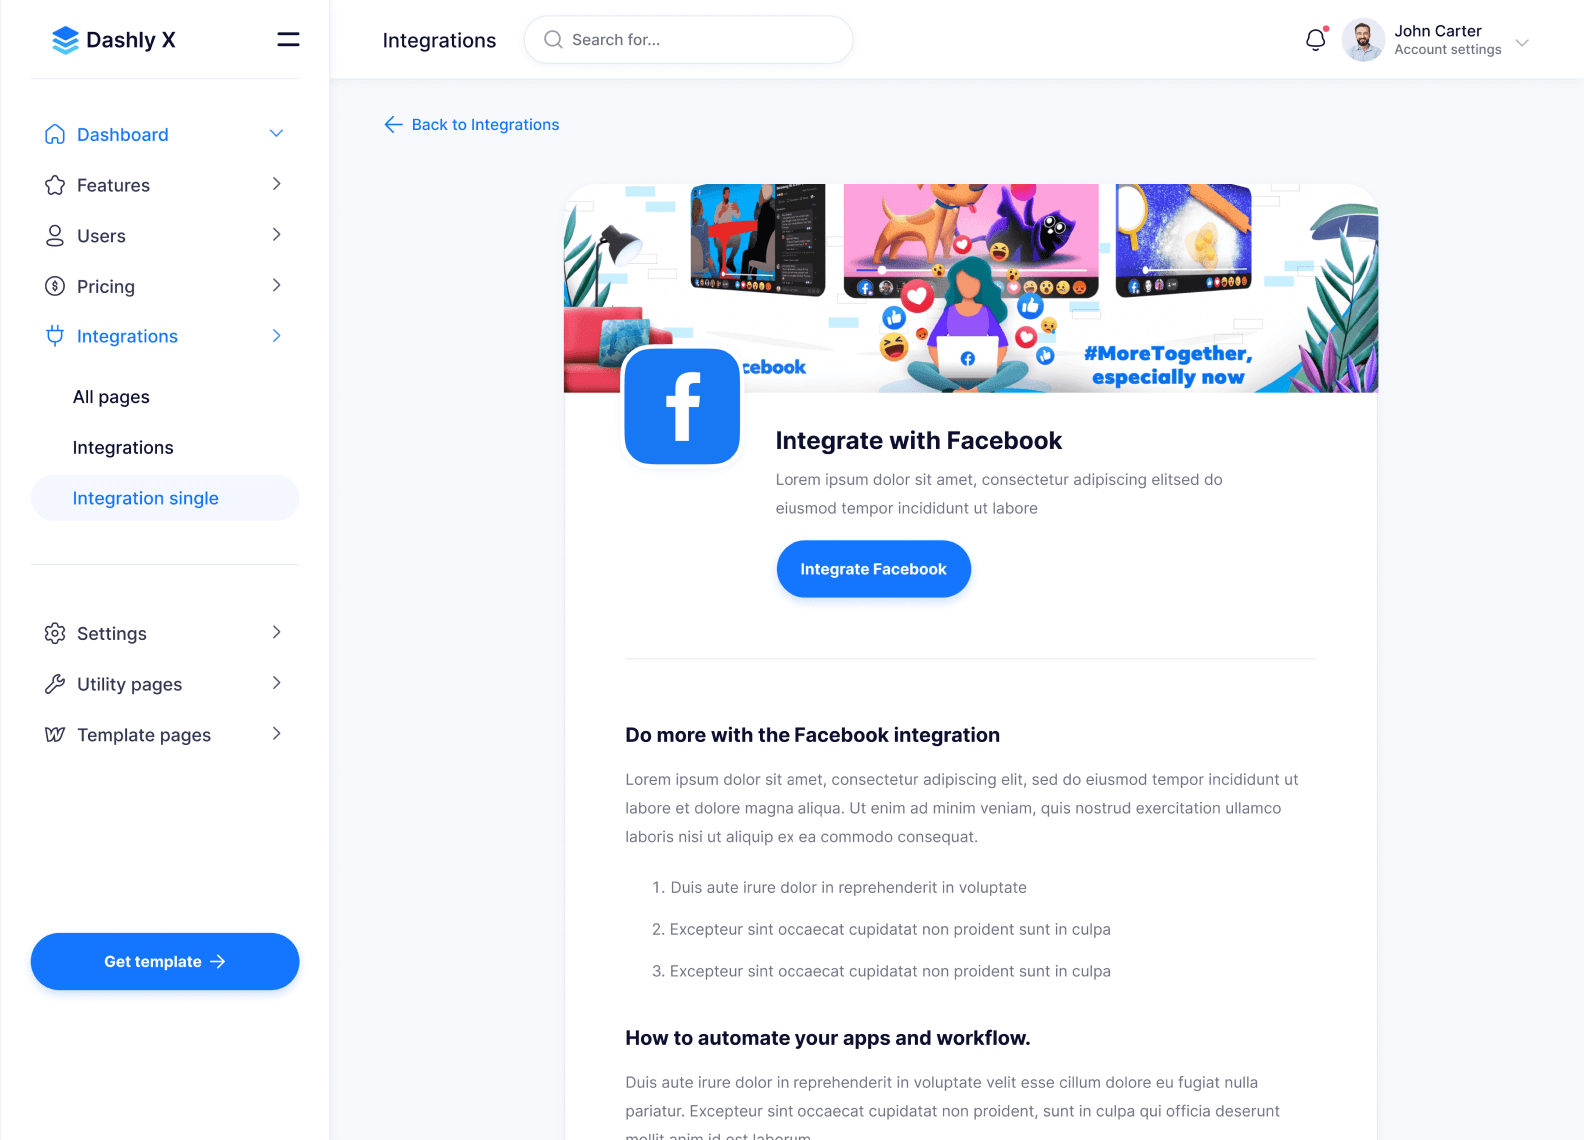 Dashly X
Integrations
Search for...
John Carter
Account settings
Dashboard
Features
Users
Pricing
Integrations
All pages
Integrations
Integration single
Settings
Utility pages
Template pages
Get template
Back to Integrations
cebook
#MoreTogether,
especially now
Integrate with Facebook
Lorem ipsum dolor sit amet, consectetur adipiscing elitsed do
eiusmod tempor incididunt ut labore
Integrate Facebook
Do more with the Facebook integration
Lorem ipsum dolor sit amet, consectetur adipiscing elit, sed do eiusmod tempor incididunt ut
labore et dolore magna aliqua. Ut enim ad minim veniam, quis nostrud exercitation ullamco
laboris nisi ut aliquip ex ea commodo consequat.
1. Duis aute irure dolor in reprehenderit in voluptate
2. Excepteur sint occaecat cupidatat non proident sunt in culpa
3. Excepteur sint occaecat cupidatat non proident sunt in culpa
How to automate your apps and workflow.
Duis aute irure dolor in reprehenderit in voluptate velit esse cillum dolore eu fugiat nulla
pariatur. Excepteur sint occaecat cupidatat non proident, sunt in culpa qui officia deserunt
mollit anim id est laborum